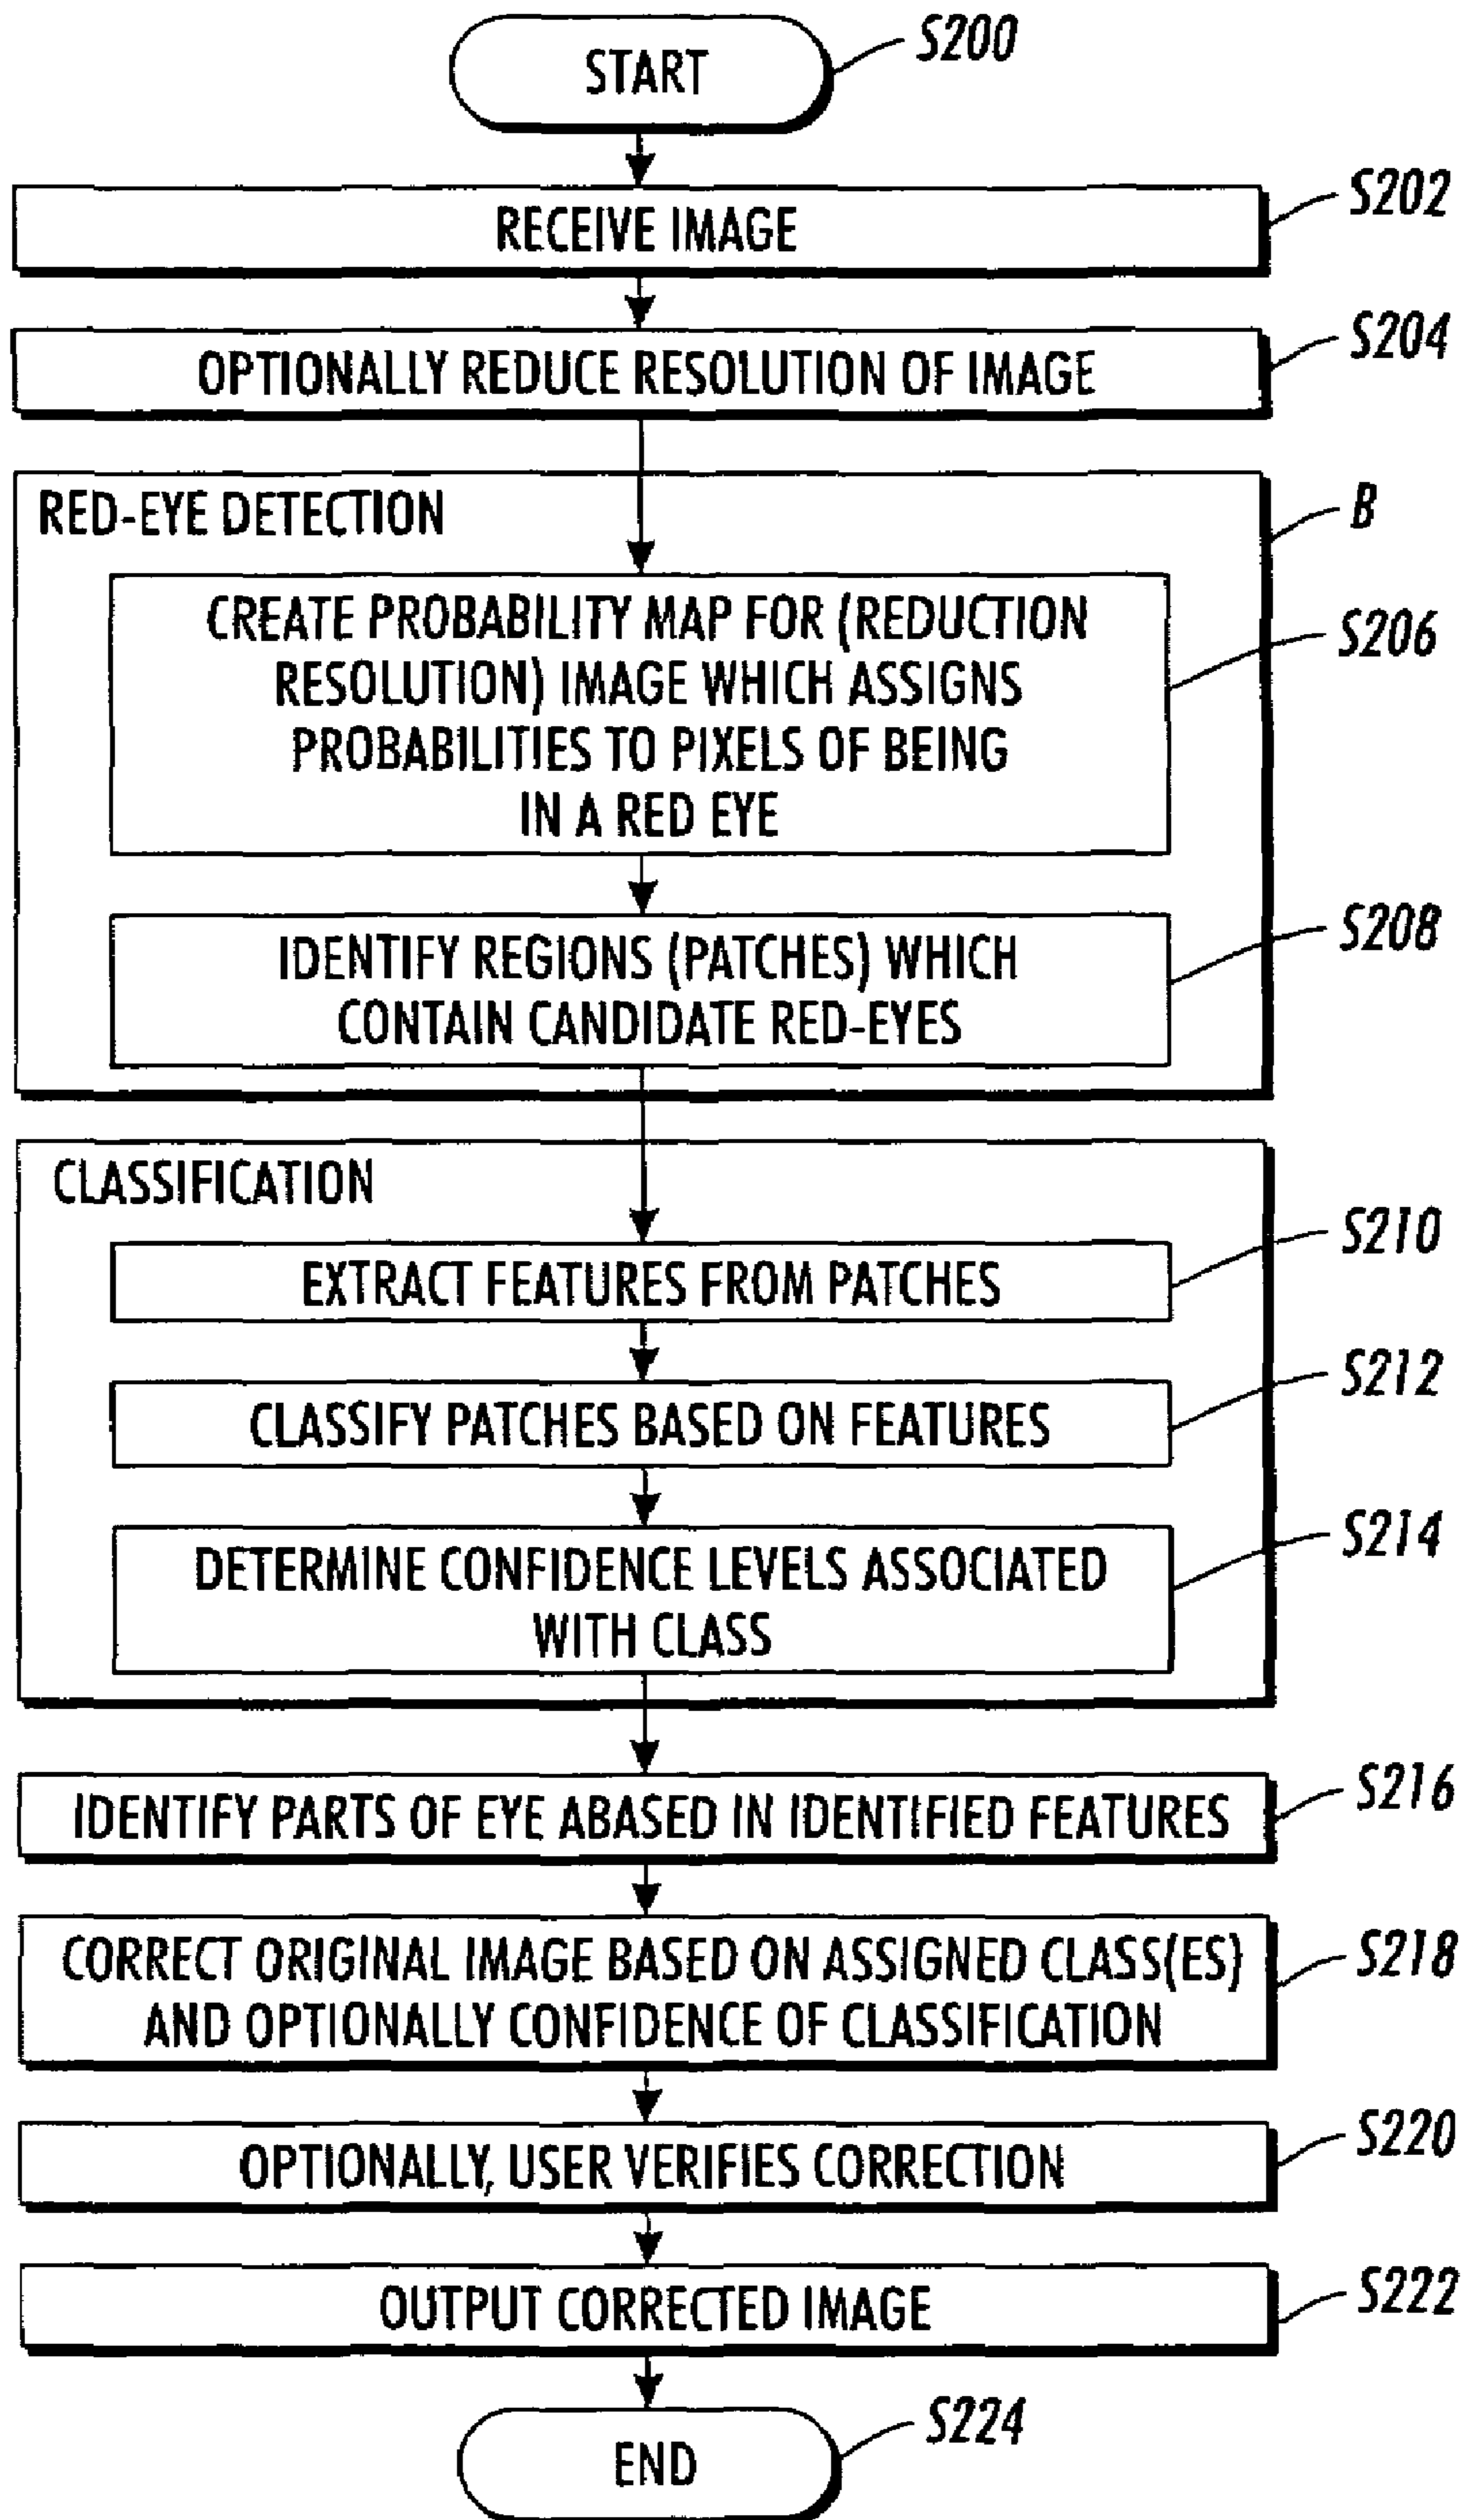 START
S200
RECEIVE IMAGE
S202
OPTIONALLY REDUCE RESOLUTION OF IMAGE
S204
RED-EYE DETECTION
B
CREATE PROBABILITY MAP FOR (REDUCTION
RESOLUTION) IMAGE WHICH ASSIGNS
PROBABILITIES TO PIXELS OF BEING
IN A RED EYE
S206
IDENTIFY REGIONS (PATCHES) WHICH
CONTAIN CANDIDATE RED-EYES
S208
CLASSIFICATION
EXTRACT FEATURES FROM PATCHES
S210
CLASSIFY PATCHES BASED ON FEATURES
S212
DETERMINE CONFIDENCE LEVELS ASSOCIATED
WITH CLASS
S214
IDENTIFY PARTS OF EYE ABASED IN IDENTIFIED FEATURES
S216
CORRECT ORIGINAL IMAGE BASED ON ASSIGNED CLASS(ES)
AND OPTIONALLY CONFIDENCE OF CLASSIFICATION
S218
OPTIONALLY, USER VERIFIES CORRECTION
S220
OUTPUT CORRECTED IMAGE
S222
END
S224